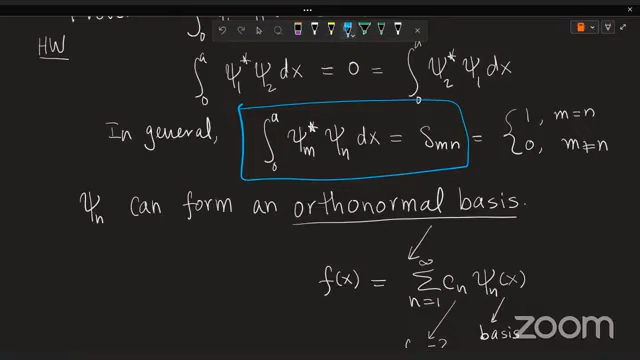 HW
∫₀ᵃ ψ₁* ψ₂ dx = 0 = ∫₀ᵃ ψ₂* ψ₁ dx
In general, ∫₀ᵃ ψₘ* ψₙ dx = δₘₙ = { 1, m=n
0, m≠n
ψₙ can form an orthonormal basis.
f(x) = ∑ₙ₌₁^∞ cₙ ψₙ(x)
basis
zoom